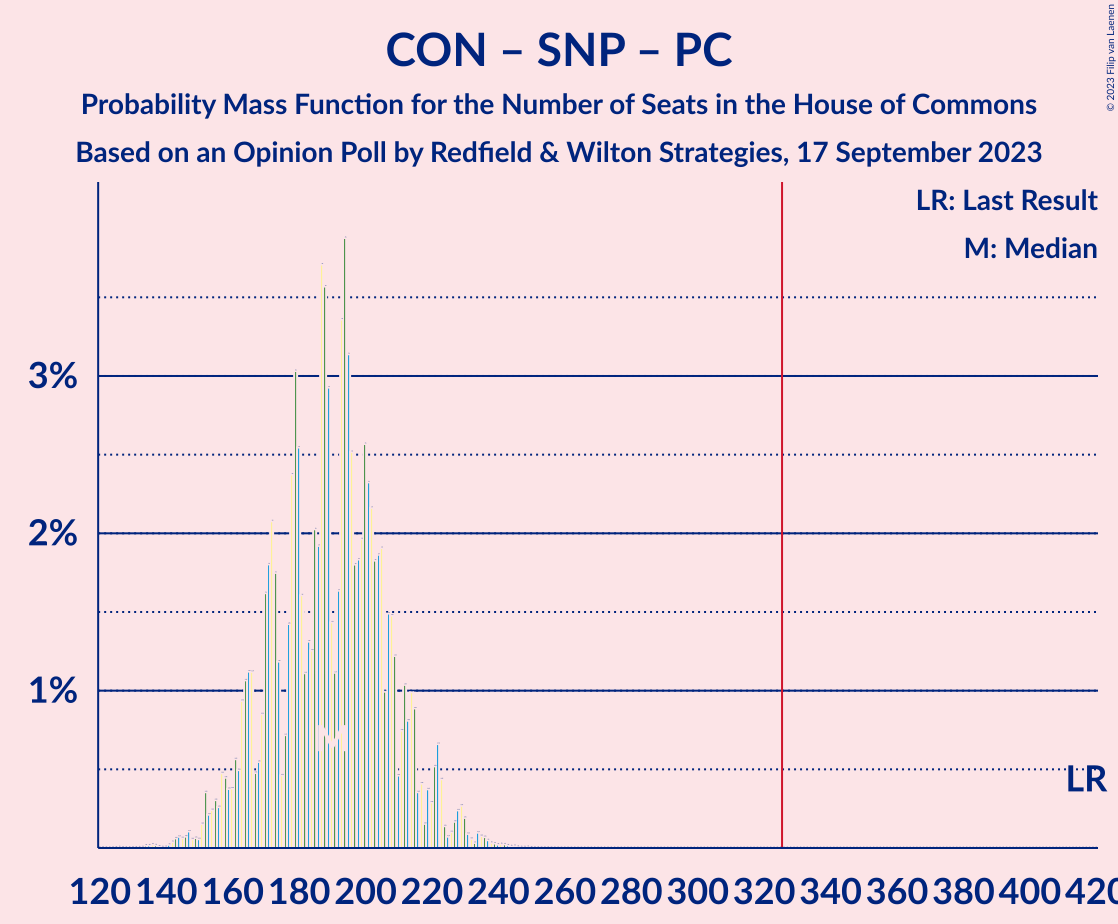 CON – SNP – PC
Probability Mass Function for the Number of Seats in the House of Commons
Based on an Opinion Poll by Redfield & Wilton Strategies, 17 September 2023
© 2023 Filip van Laenen
LR: Last Result
M: Median
3%
2%
1%
LR
120 140 160 180 200 220 240 260 280 300 320 340 360 380 400 420